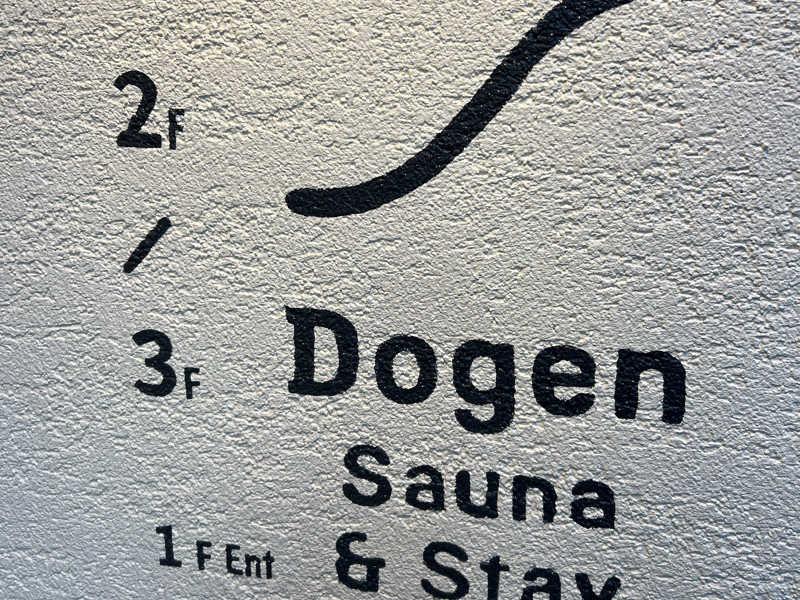 2F
/
3F
Dogen
Sauna
1F Ent
& Stay